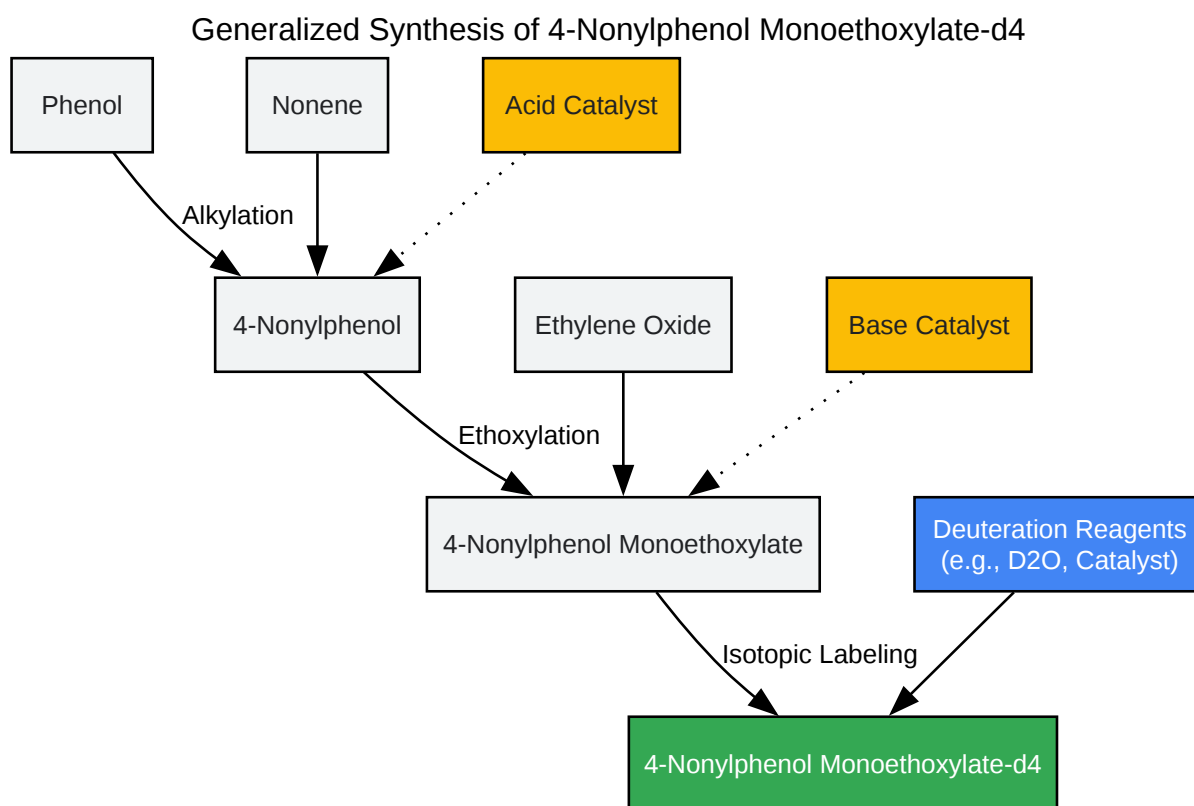 Generalized Synthesis of 4-Nonylphenol Monoethoxylate-d4
Phenol
Nonene
Acid Catalyst
Alkylation
4-Nonylphenol
Ethylene Oxide
Base Catalyst
Ethoxylation
4-Nonylphenol Monoethoxylate
Deuteration Reagents
(e.g., D2O, Catalyst)
Isotopic Labeling
4-Nonylphenol Monoethoxylate-d4